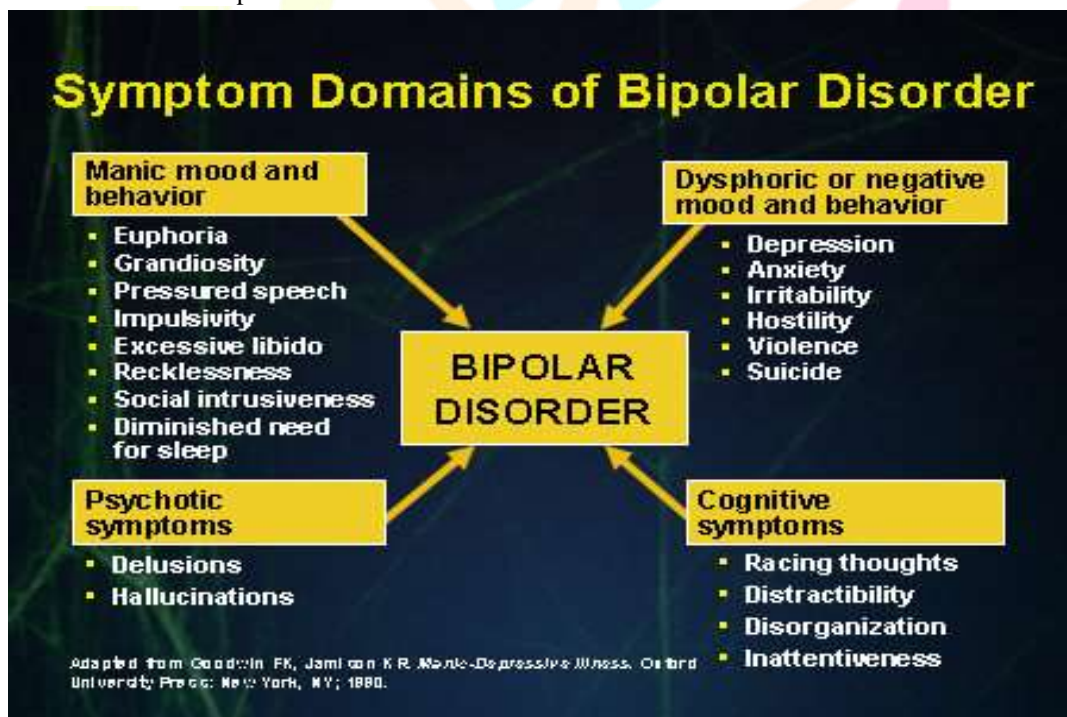 Symptom Domains of Bipolar Disorder
Manic mood and
behavior
▪ Euphoria
▪ Grandiosity
▪ Pressured speech
▪ Impulsivity
▪ Excessive libido
▪ Recklessness
▪ Social intrusiveness
▪ Diminished need
for sleep
Dysphoric or negative
mood and behavior
▪ Depression
▪ Anxiety
▪ Irritability
▪ Hostility
▪ Violence
▪ Suicide
BIPOLAR
DISORDER
Psychotic
symptoms
▪ Delusions
▪ Hallucinations
Cognitive
symptoms
▪ Racing thoughts
▪ Distractibility
▪ Disorganization
▪ Inattentiveness
Adapted from Goodwin FK, Jamison KR. Manic-Depressive Illness. Oxford
University Press: New York, NY; 1990.